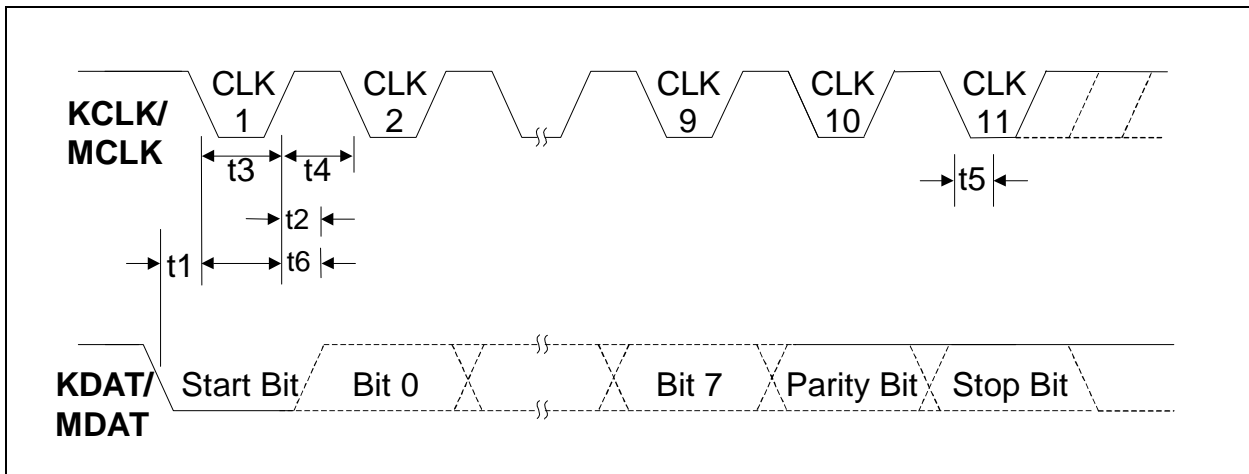 KCLK/
MCLK
CLK
1
CLK
2
CLK
9
CLK
10
CLK
11
t3
t4
t5
t2
t1
t6
KDAT/
MDAT
Start Bit
Bit 0
Bit 7
Parity Bit
Stop Bit